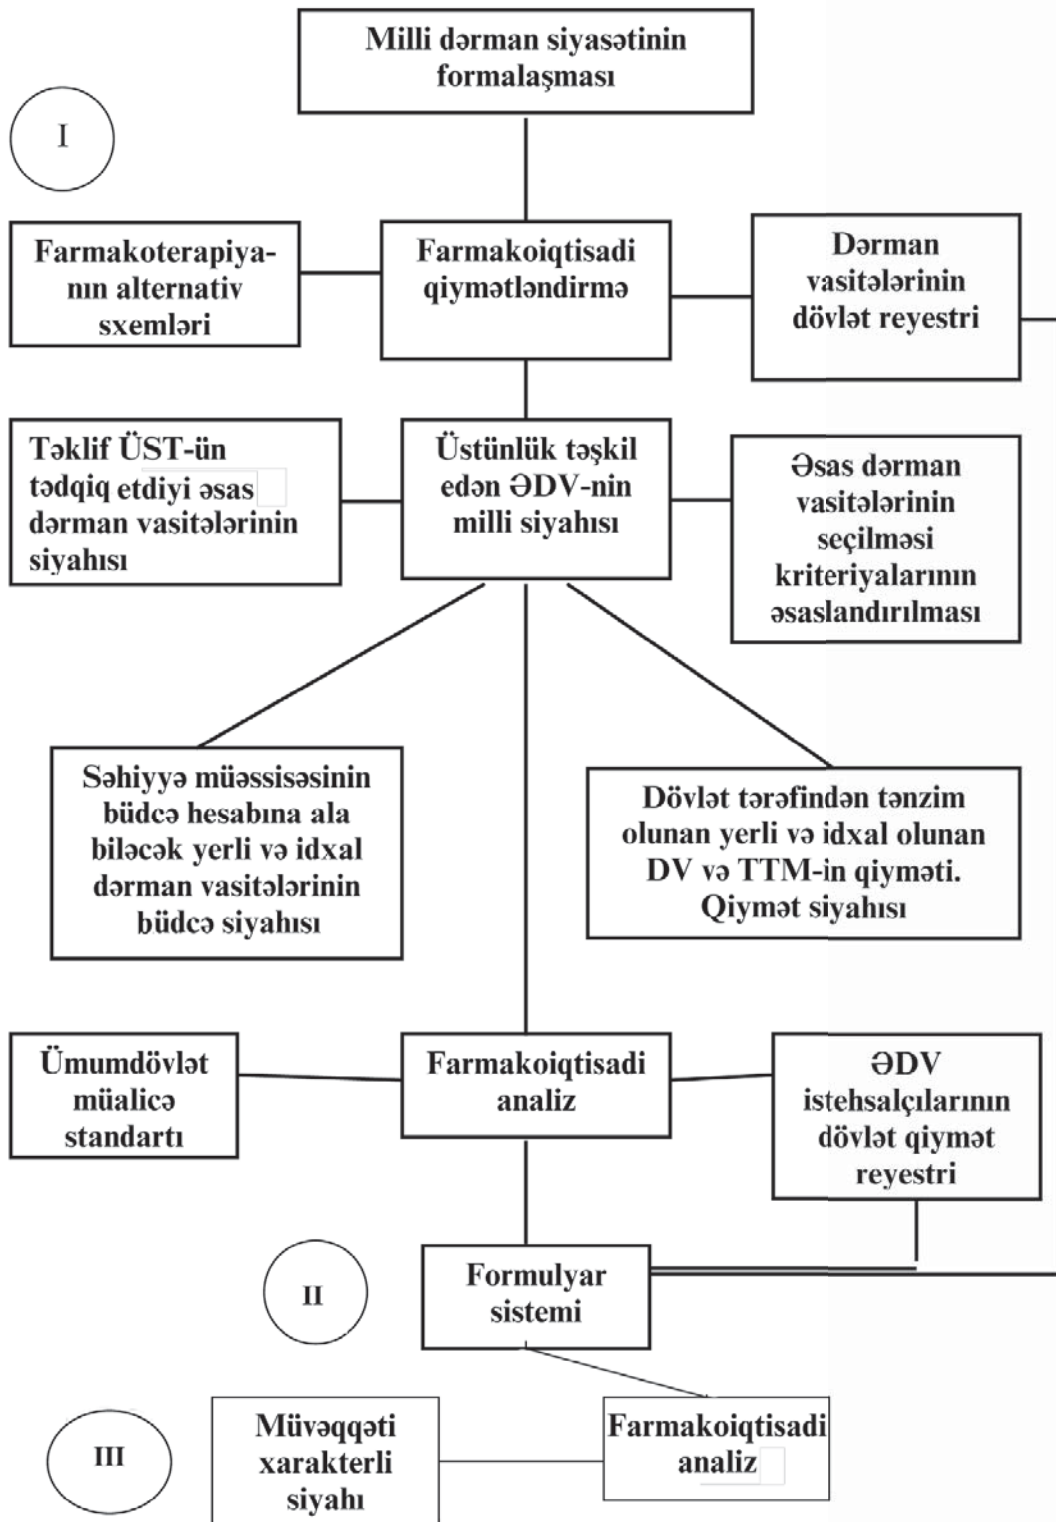 Milli dərman siyasətinin
formalaşması
I
Farmakoterapiya-
nın alternativ
sxemləri
Farmakoiqtisadi
qiymətləndirmə
Dərman
vasitələrinin
dövlət reyestri
Təklif ÜST-ün
tədqiq etdiyi əsas
dərman vasitələrinin
siyahısı
Üstünlük təşkil
edən ƏDV-nin
milli siyahısı
Əsas dərman
vasitələrinin
seçilməsi
kriteriyalarının
əsaslandırılması
Səhiyyə müəssisəsinin
büdcə hesabına ala
biləcək yerli və idxal
dərman vasitələrinin
büdcə siyahısı
Dövlət tərəfindən tənzim
olunan yerli və idxal olunan
DV və TTM-in qiyməti.
Qiymət siyahısı
Ümumdövlət
müalicə
standartı
Farmakoiqtisadi
analiz
ƏDV
istehsalçılarının
dövlət qiymət
reyestri
II
Formulyar
sistemi
III
Müvəqqəti
xarakterli
siyahı
Farmakoiqtisadi
analiz